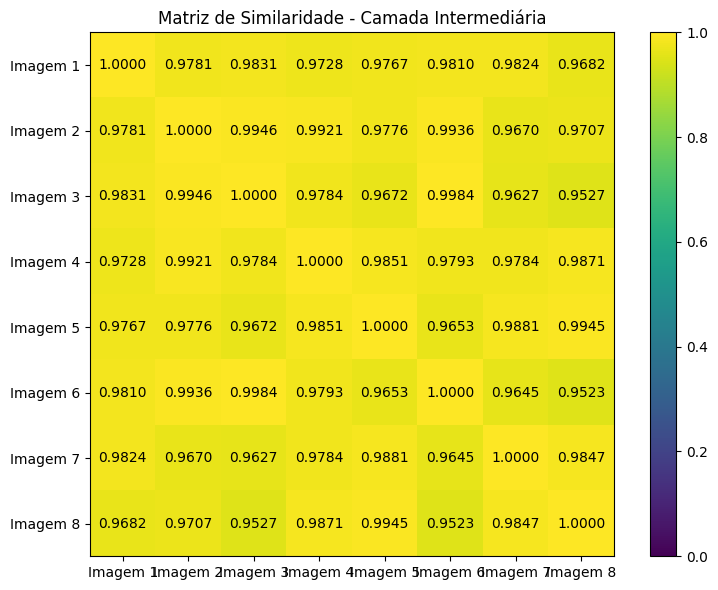 Matriz de Similaridade - Camada Intermediária
Imagem 1 1.0000 0.9781 0.9831 0.9728 0.9767 0.9810 0.9824 0.9682
Imagem 2 0.9781 1.0000 0.9946 0.9921 0.9776 0.9936 0.9670 0.9707
Imagem 3 0.9831 0.9946 1.0000 0.9784 0.9672 0.9984 0.9627 0.9527
Imagem 4 0.9728 0.9921 0.9784 1.0000 0.9851 0.9793 0.9784 0.9871
Imagem 5 0.9767 0.9776 0.9672 0.9851 1.0000 0.9653 0.9881 0.9945
Imagem 6 0.9810 0.9936 0.9984 0.9793 0.9653 1.0000 0.9645 0.9523
Imagem 7 0.9824 0.9670 0.9627 0.9784 0.9881 0.9645 1.0000 0.9847
Imagem 8 0.9682 0.9707 0.9527 0.9871 0.9945 0.9523 0.9847 1.0000
Imagem 1 Imagem 2 Imagem 3 Imagem 4 Imagem 5 Imagem 6 Imagem 7 Imagem 8
1.0
0.8
0.6
0.4
0.2
0.0